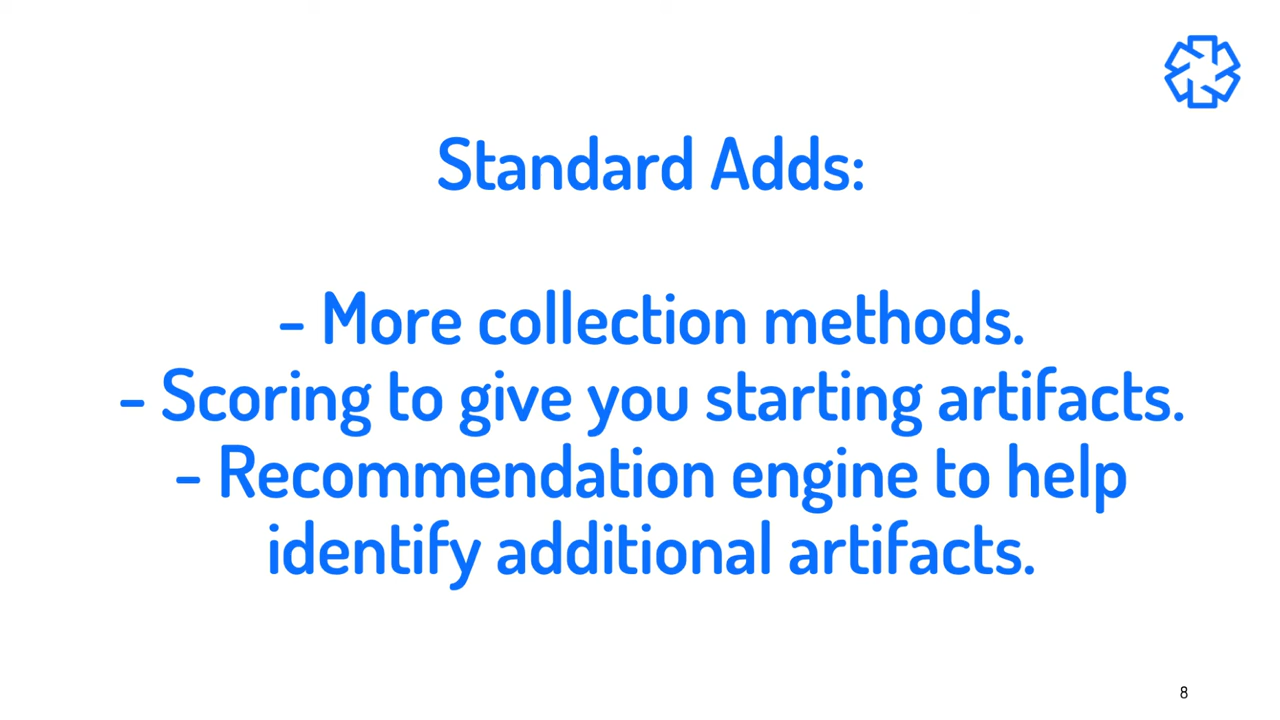 Standard Adds:
- More collection methods.
- Scoring to give you starting artifacts.
- Recommendation engine to help
identify additional artifacts.
8